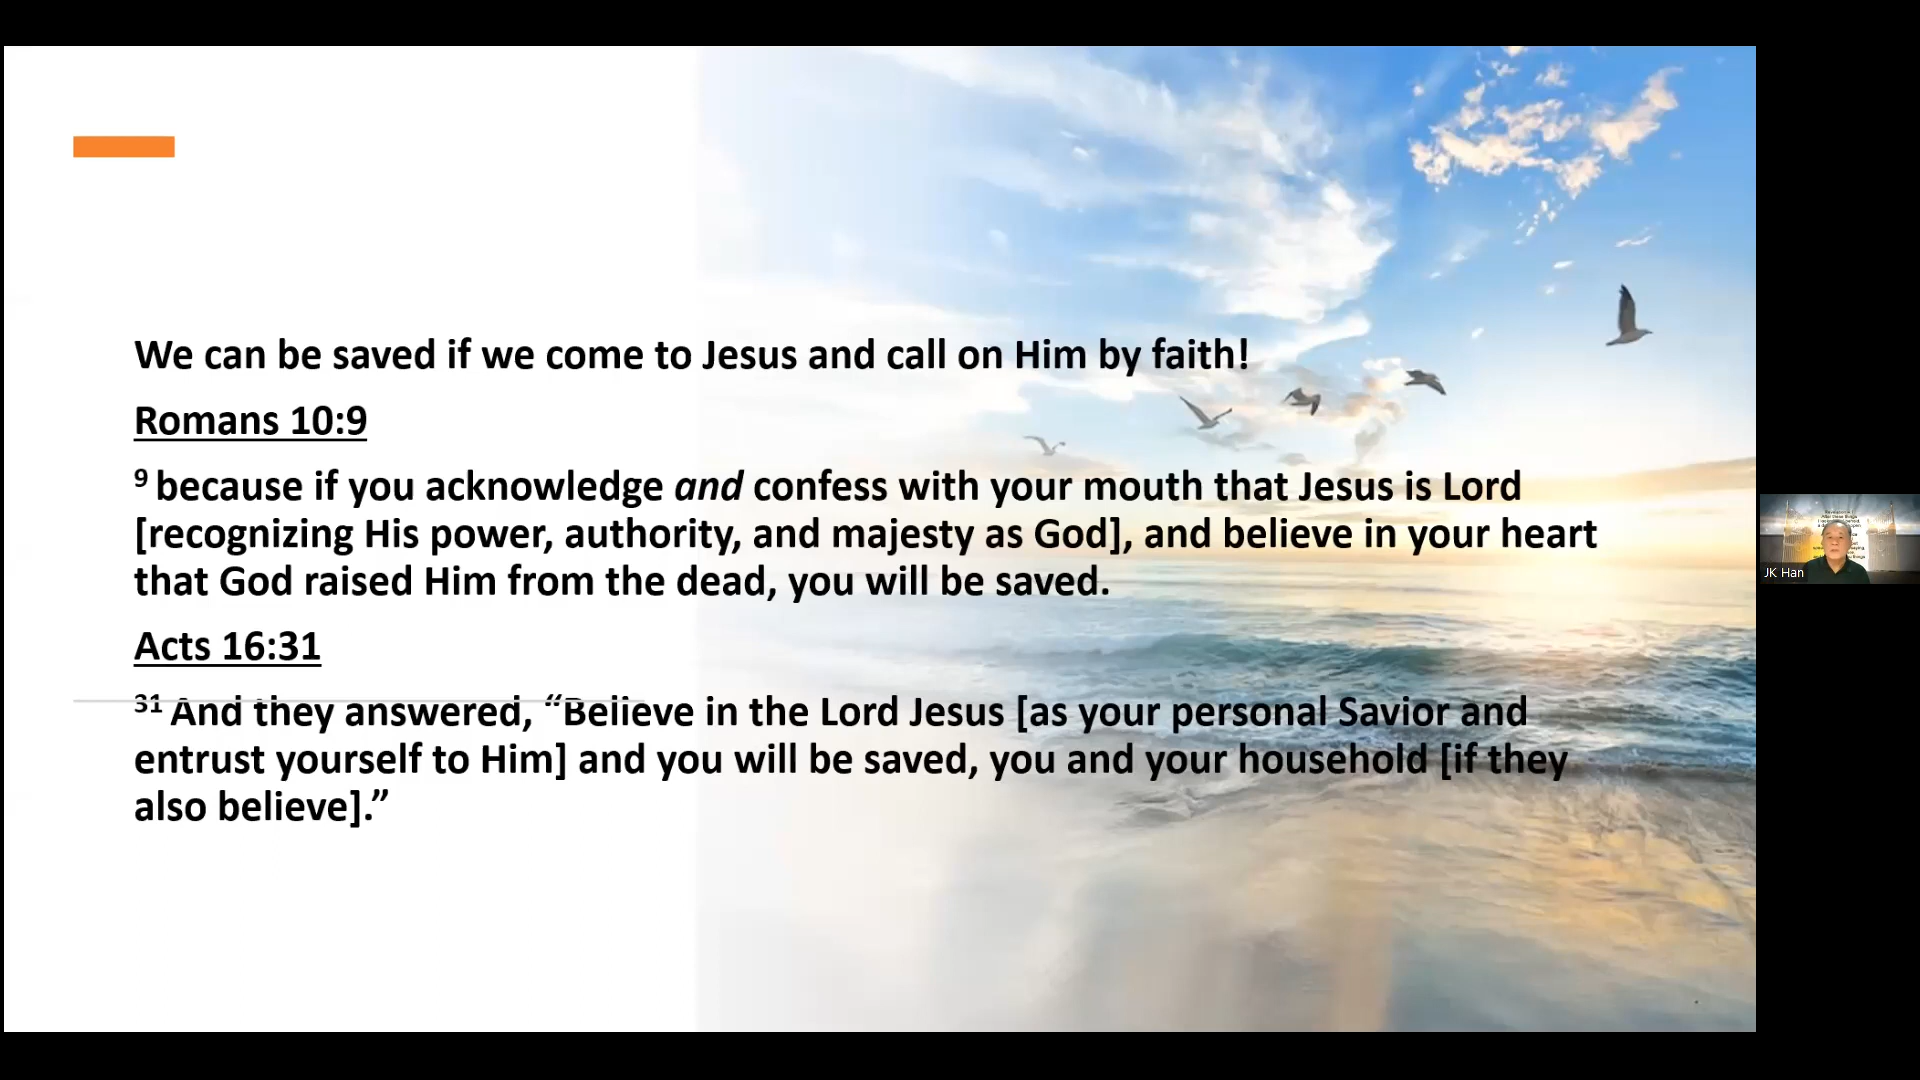 We can be saved if we come to Jesus and call on Him by faith!
Romans 10:9
9 because if you acknowledge and confess with your mouth that Jesus is Lord
[recognizing His power, authority, and majesty as God], and believe in your heart
that God raised Him from the dead, you will be saved.
Acts 16:31
31 And they answered, “Believe in the Lord Jesus [as your personal Savior and
entrust yourself to Him] and you will be saved, you and your household [if they
also believe].”
JK Han